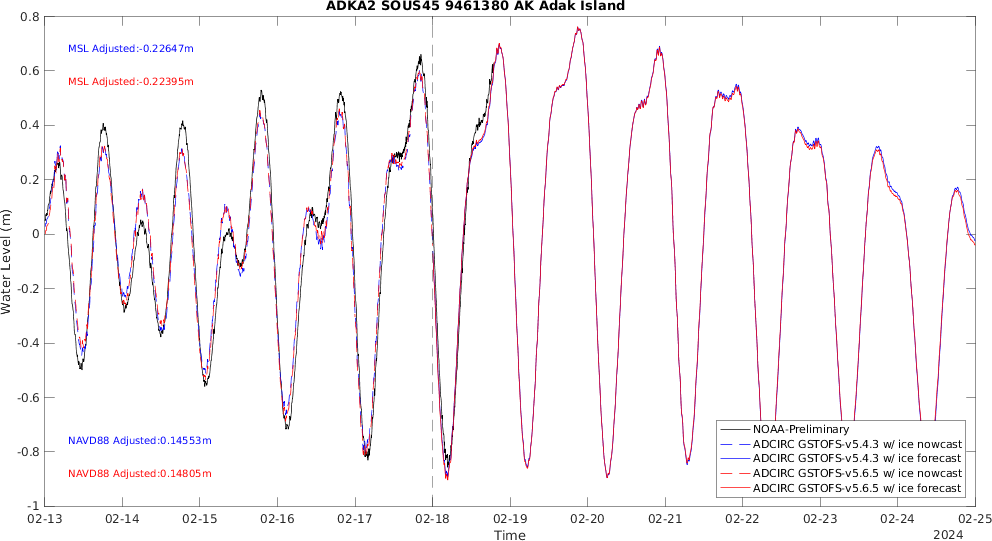 ADKA2 SOUS45 9461380 AK Adak Island
0.8
0.6
0.4
0.2
0
-0.2
-0.4
-0.6
-0.8
-1
Water Level (m)
MSL Adjusted:-0.22647m
MSL Adjusted:-0.22395m
NAVD88 Adjusted:0.14553m
NAVD88 Adjusted:0.14805m
NOAA-Preliminary
ADCIRC GSTOFS-v5.4.3 w/ ice nowcast
ADCIRC GSTOFS-v5.4.3 w/ ice forecast
ADCIRC GSTOFS-v5.6.5 w/ ice nowcast
ADCIRC GSTOFS-v5.6.5 w/ ice forecast
02-13 02-14 02-15 02-16 02-17 02-18 02-19 02-20 02-21 02-22 02-23 02-24 02-25
Time
2024